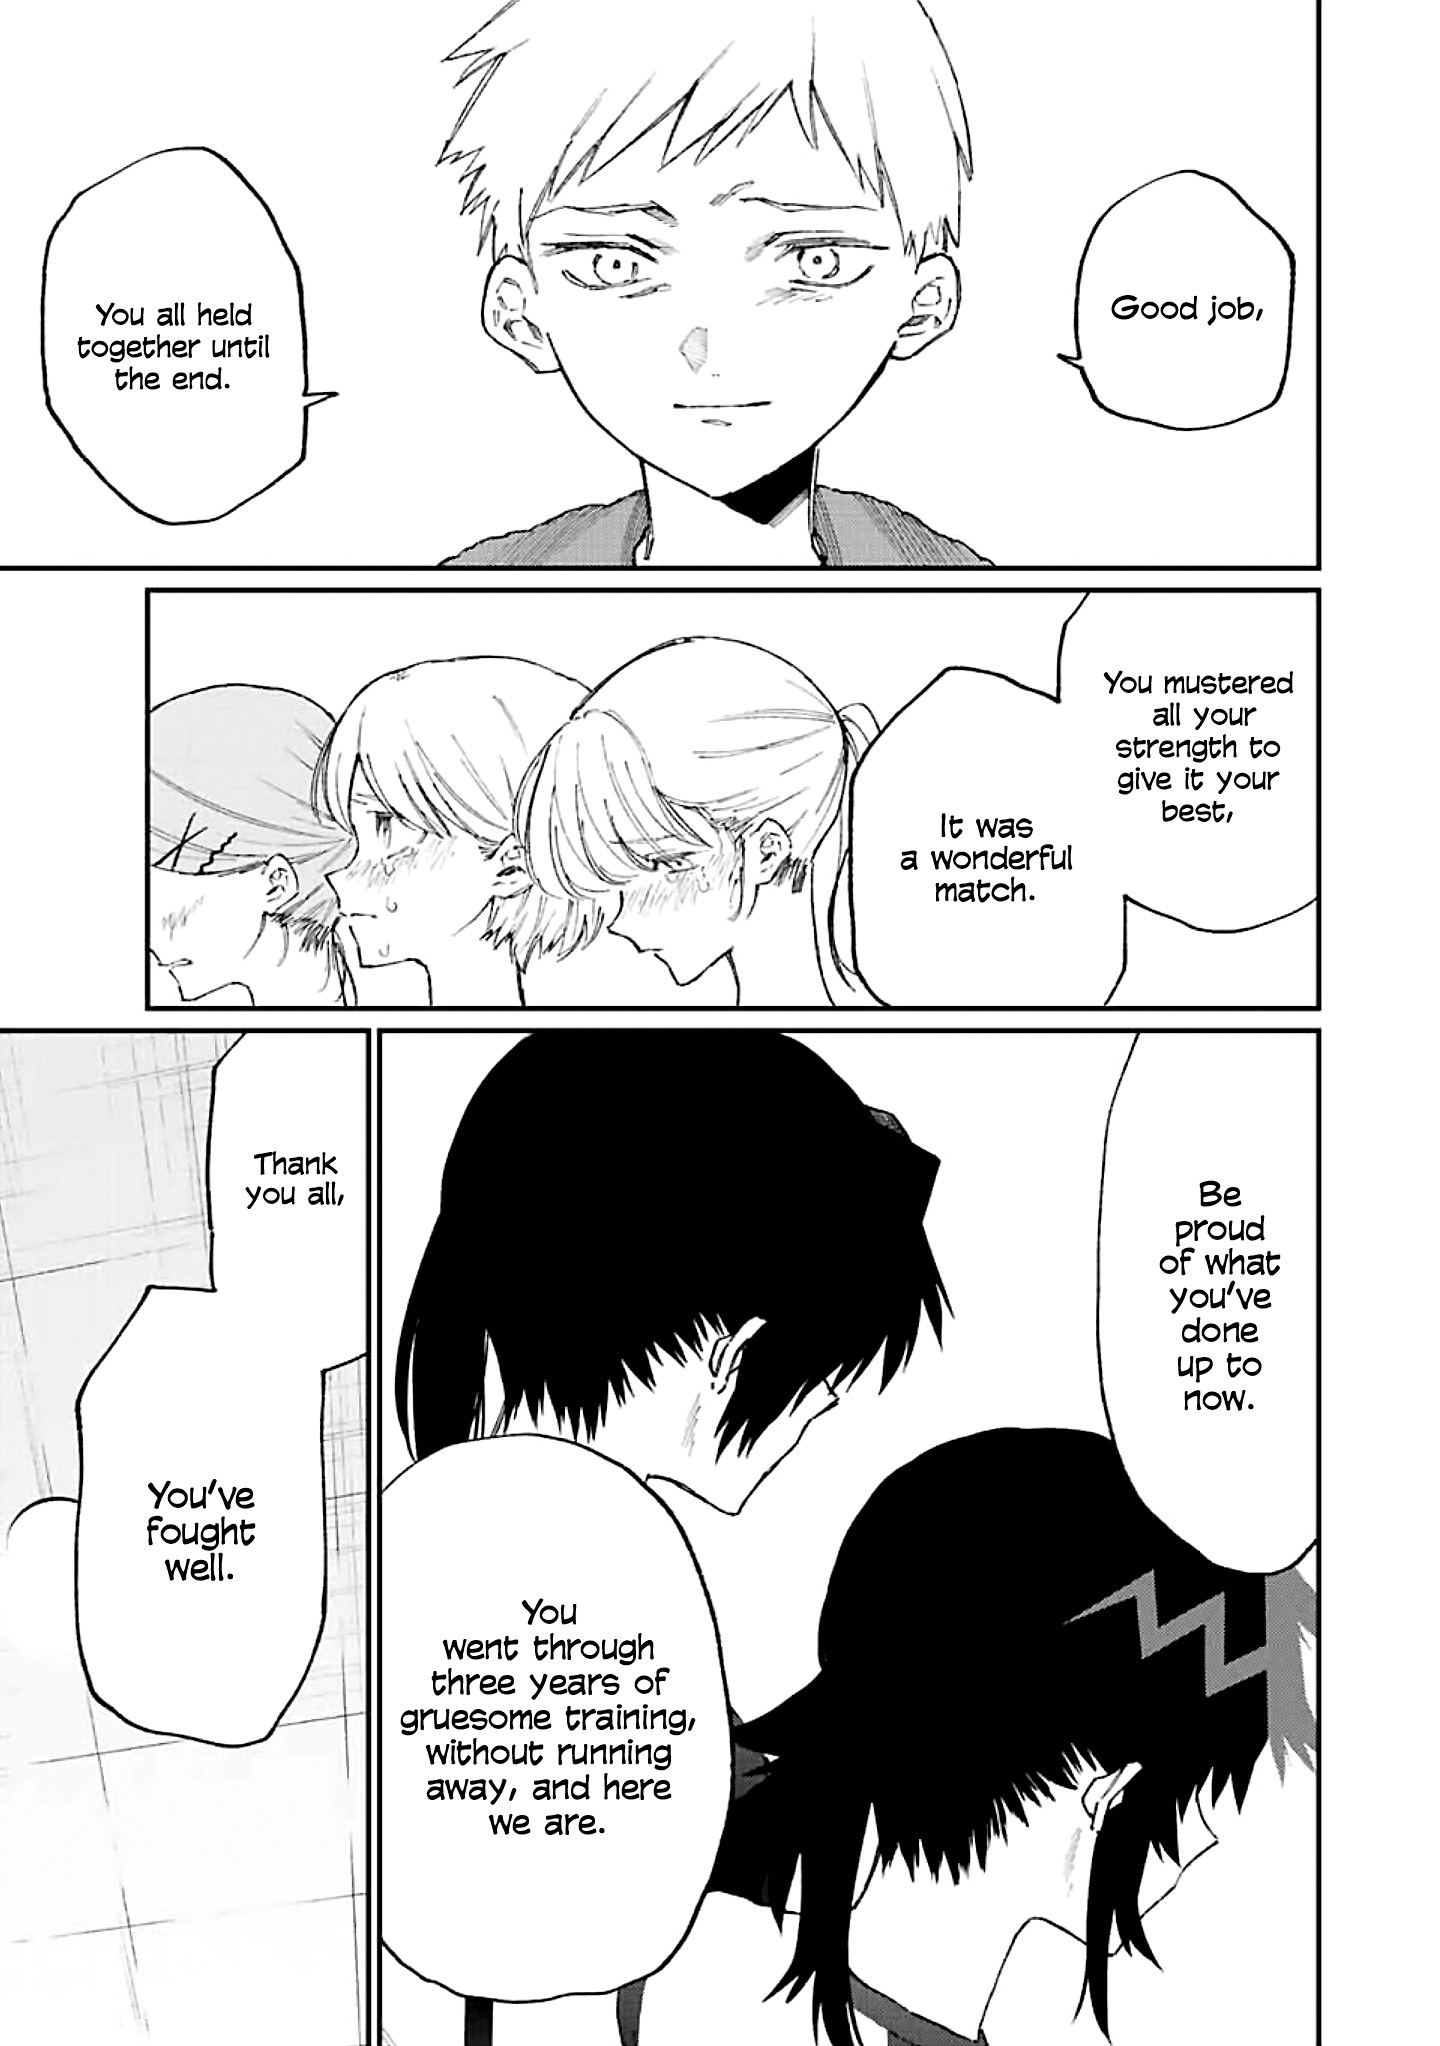 Good job,
You all held
together until
the end.
You mustered
all your
strength to
give it your
best,
It was
a wonderful
match.
Be
proud
of what
you've
done
up to
now.
You
went through
three years of
gruesome training,
without running
away, and here
we are.
Thank
you all,
You've
fought
well.